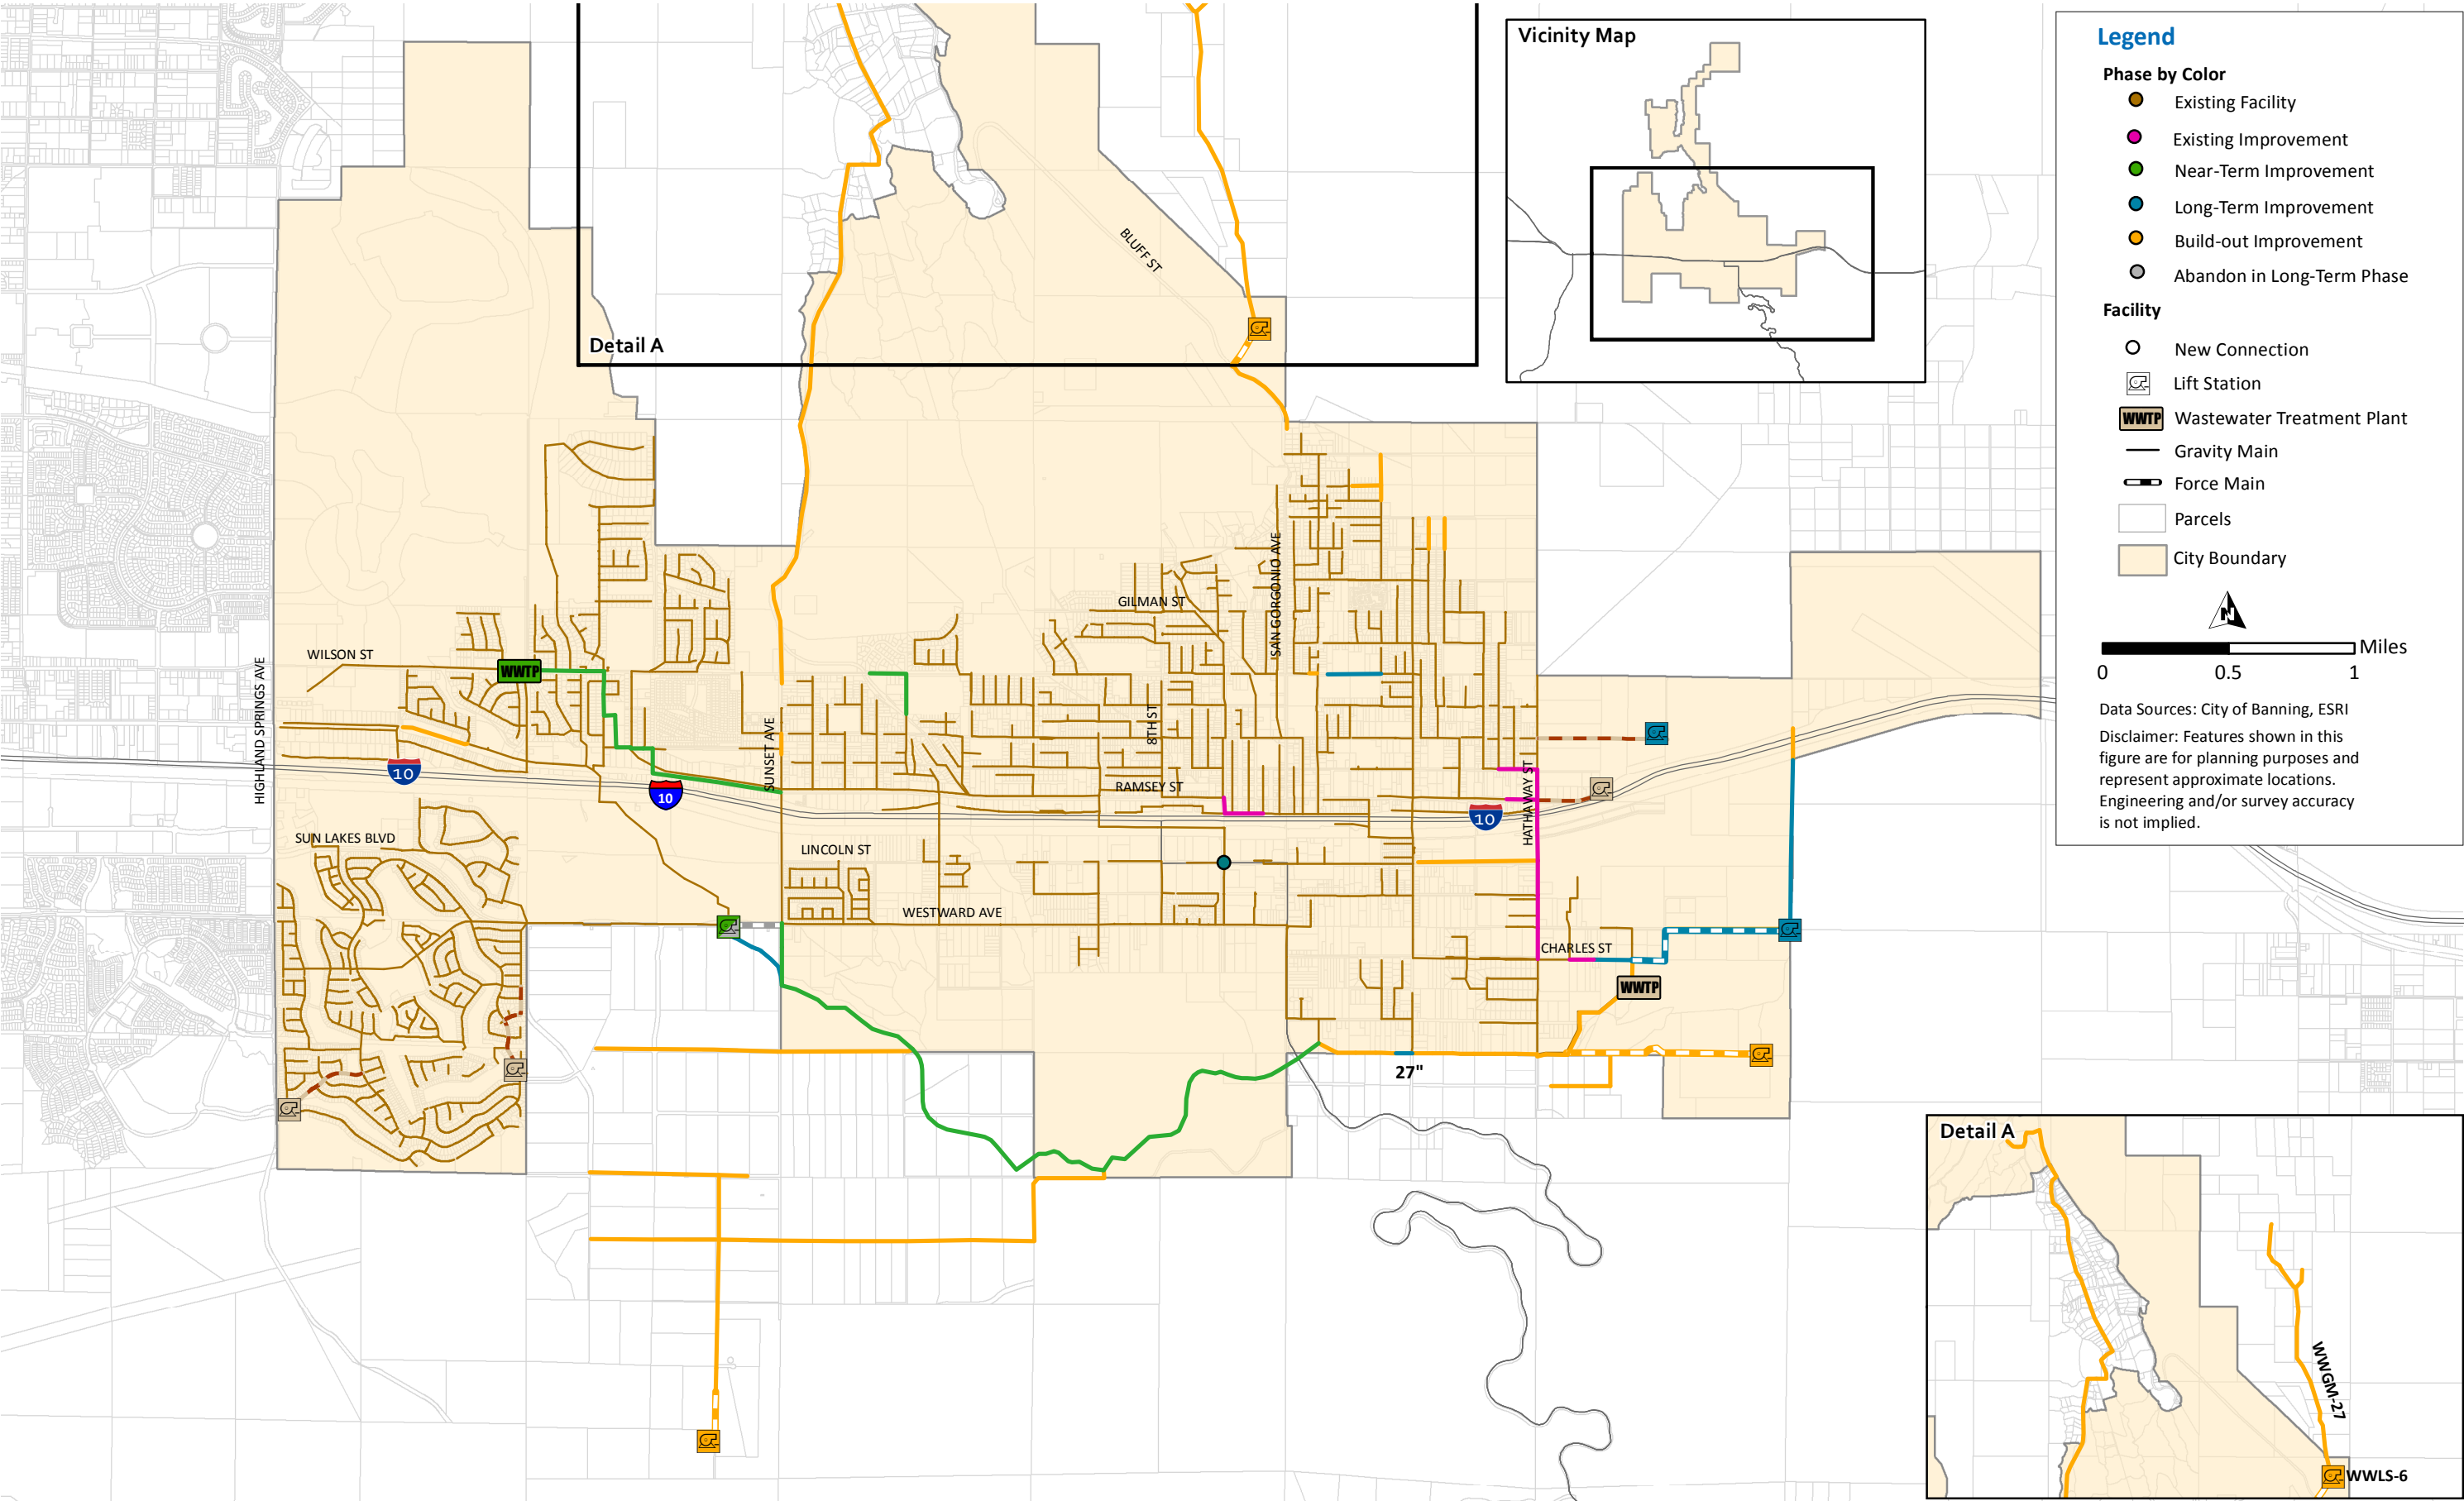 Detail A
BLUFF ST
GILMAN ST
SAN GORGONIO AVE
WILSON ST
WWTP
HIGHLAND SPRINGS AVE
SUNSET AVE
8TH ST
RAMSEY ST
HATHAWAY ST
10
10
10
SUN LAKES BLVD
LINCOLN ST
WESTWARD AVE
CHARLES ST
WWTP
27"
Vicinity Map
Legend
Phase by Color
Existing Facility
Existing Improvement
Near-Term Improvement
Long-Term Improvement
Build-out Improvement
Abandon in Long-Term Phase
Facility
New Connection
Lift Station
WWTP Wastewater Treatment Plant
Gravity Main
Force Main
Parcels
City Boundary
N
Miles
0 0.5 1
Data Sources: City of Banning, ESRI
Disclaimer: Features shown in this
figure are for planning purposes and
represent approximate locations.
Engineering and/or survey accuracy
is not implied.
Detail A
WWGM-27
WWLS-6